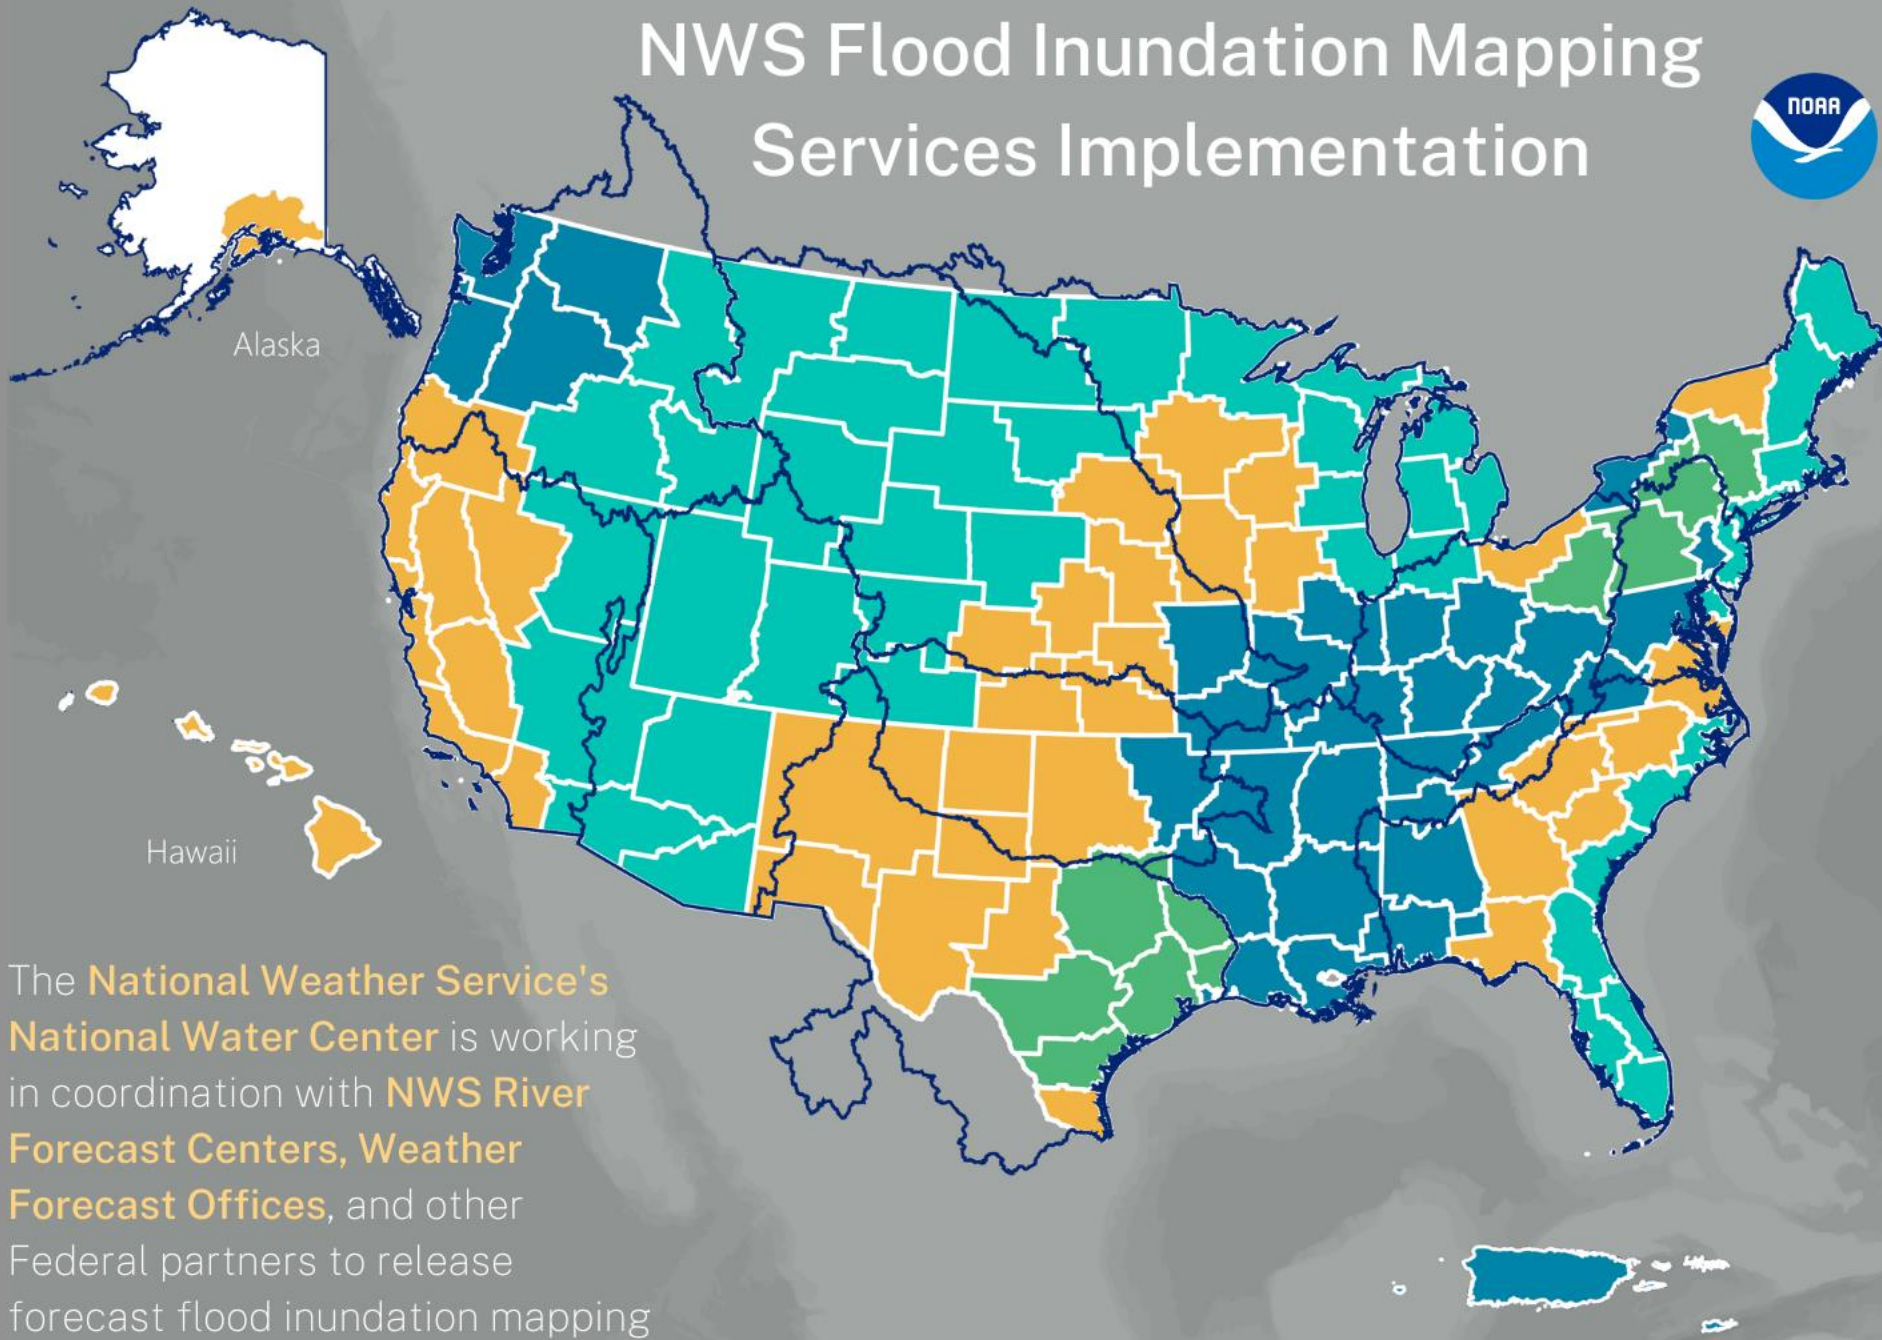 NWS Flood Inundation Mapping
Services Implementation
NOAA
Alaska
Hawaii
The National Weather Service's
National Water Center is working
in coordination with NWS River
Forecast Centers, Weather
Forecast Offices, and other
Federal partners to release
forecast flood inundation mapping